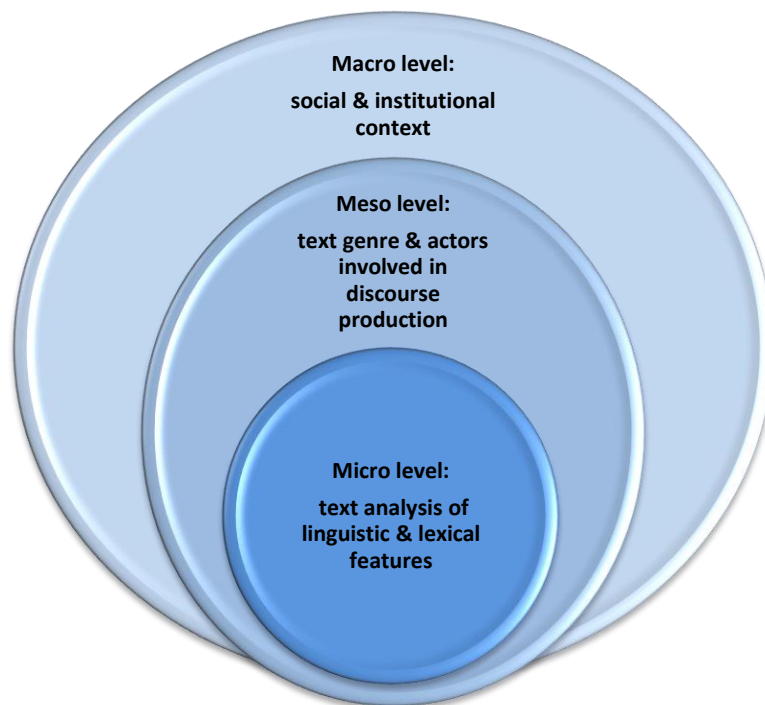 Macro level:
social & institutional
context
Meso level:
text genre & actors
involved in
discourse
production
Micro level:
text analysis of
linguistic & lexical
features